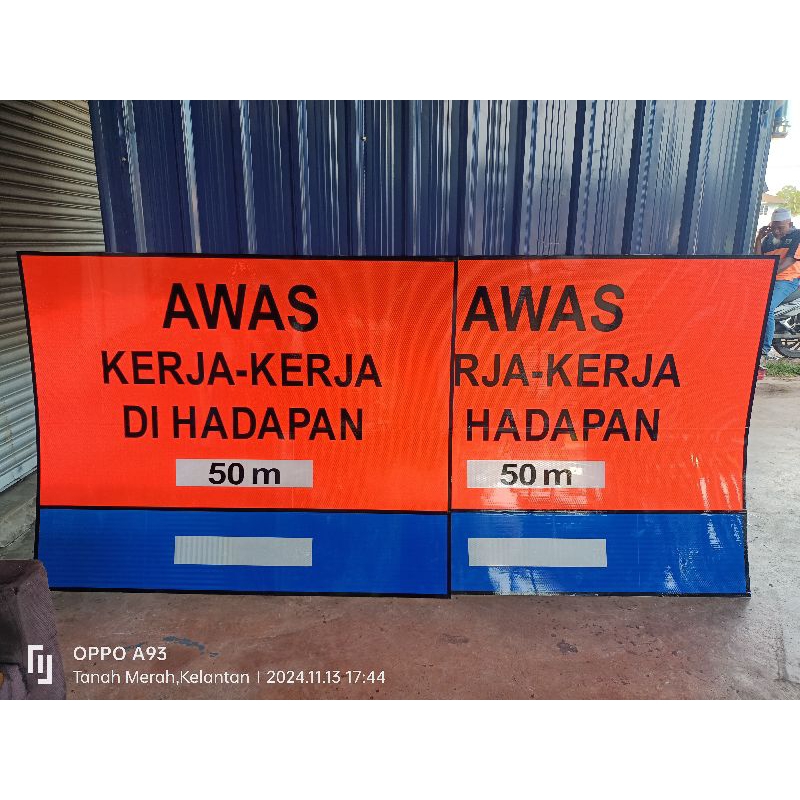 AWAS
KERJA-KERJA
DI HADAPAN
50 m
AWAS
RJA-KERJA
HADAPAN
50 m
OPPO A93
Tanah Merah,Kelantan | 2024.11.13 17:44